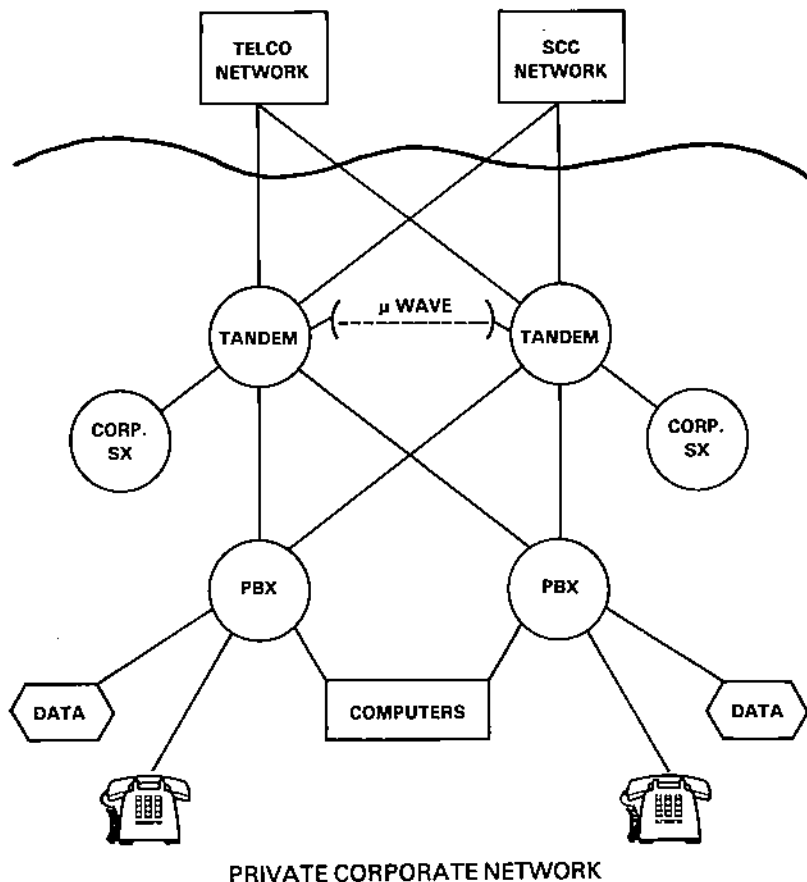 TELCO
NETWORK
SCC
NETWORK
μ WAVE
TANDEM
TANDEM
CORP.
SX
CORP.
SX
PBX
PBX
DATA
COMPUTERS
DATA
PRIVATE CORPORATE NETWORK